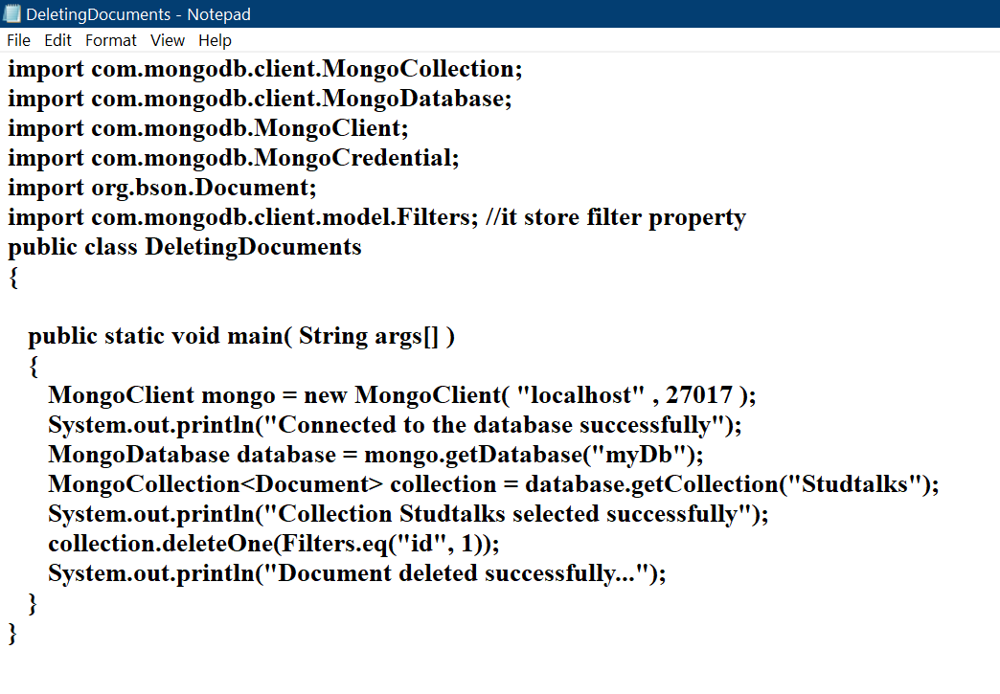 DeletingDocuments - Notepad
File Edit Format View Help
import com.mongodb.client.MongoCollection;
import com.mongodb.client.MongoDatabase;
import com.mongodb.MongoClient;
import com.mongodb.MongoCredential;
import org.bson.Document;
import com.mongodb.client.model.Filters; //it store filter property
public class DeletingDocuments
{
public static void main( String args[] )
{
MongoClient mongo = new MongoClient( "localhost" , 27017 );
System.out.println("Connected to the database successfully");
MongoDatabase database = mongo.getDatabase("myDb");
MongoCollection<Document> collection = database.getCollection("Studtalks");
System.out.println("Collection Studtalks selected successfully");
collection.deleteOne(Filters.eq("id", 1));
System.out.println("Document deleted successfully...");
}
}